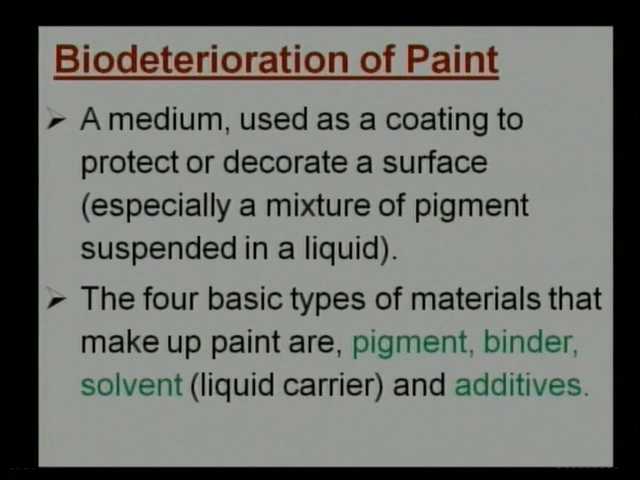 Biodeterioration of Paint
➢ A medium, used as a coating to
protect or decorate a surface
(especially a mixture of pigment
suspended in a liquid).
➢ The four basic types of materials that
make up paint are, pigment, binder,
solvent (liquid carrier) and additives.